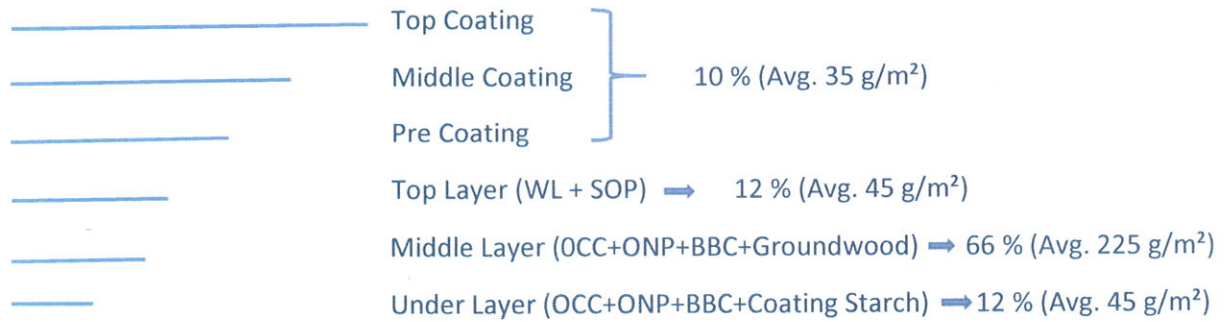 Top Coating
Middle Coating 10 % (Avg. 35 g/m²)
Pre Coating
Top Layer (WL + SOP) ➡ 12 % (Avg. 45 g/m²)
Middle Layer (OCC+ONP+BBC+Groundwood) ➡ 66 % (Avg. 225 g/m²)
Under Layer (OCC+ONP+BBC+Coating Starch) ➡12 % (Avg. 45 g/m²)